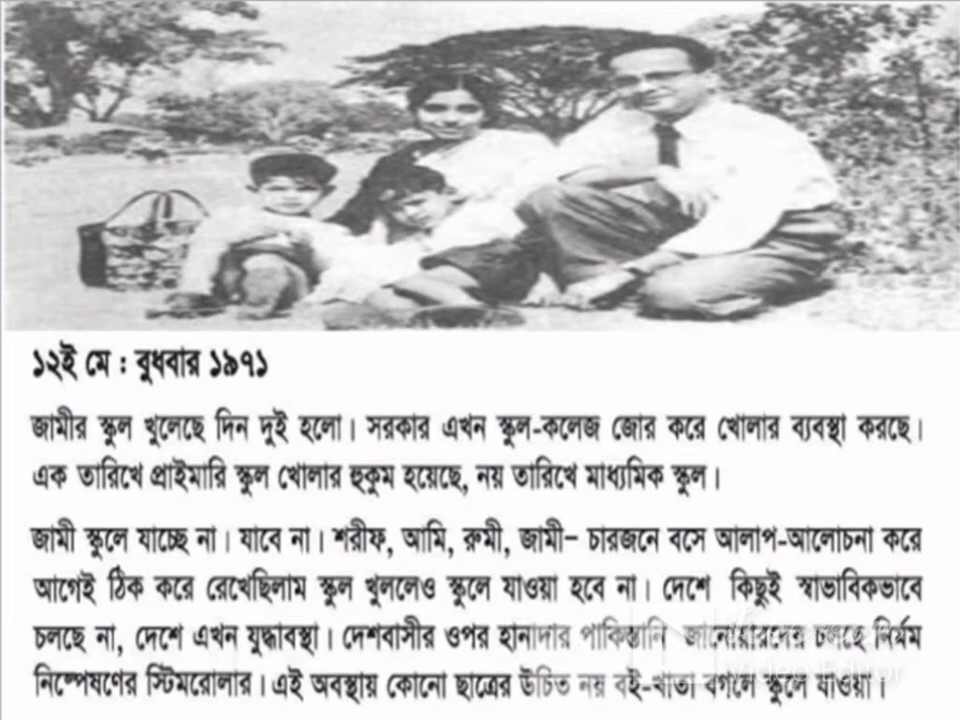 ১২ই মে : বুধবার ১৯৭১
জামীর স্কুল খুলেছে দিন দুই হলো। সরকার এখন স্কুল-কলেজ জোর করে খোলার ব্যবস্থা করছে।
এক তারিখে প্রাইমারি স্কুল খোলার হুকুম হয়েছে, নয় তারিখে মাধ্যমিক স্কুল।
জামী স্কুলে যাচ্ছে না। যাবে না। শরীফ, আমি, রুমী, জামী– চারজনে বসে আলাপ-আলোচনা করে
আগেই ঠিক করে রেখেছিলাম স্কুল খুললেও স্কুলে যাওয়া হবে না। দেশে কিছুই স্বাভাবিকভাবে
চলছে না, দেশে এখন যুদ্ধাবস্থা। দেশবাসীর ওপর হানাদার পাকিস্তানি জানোয়ারদের চলছে নির্মম
নিষ্পেষণের স্টিমরোলার। এই অবস্থায় কোনো ছাত্রের উচিত নয় বই-খাতা বগলে স্কুলে যাওয়া।
Video Editor